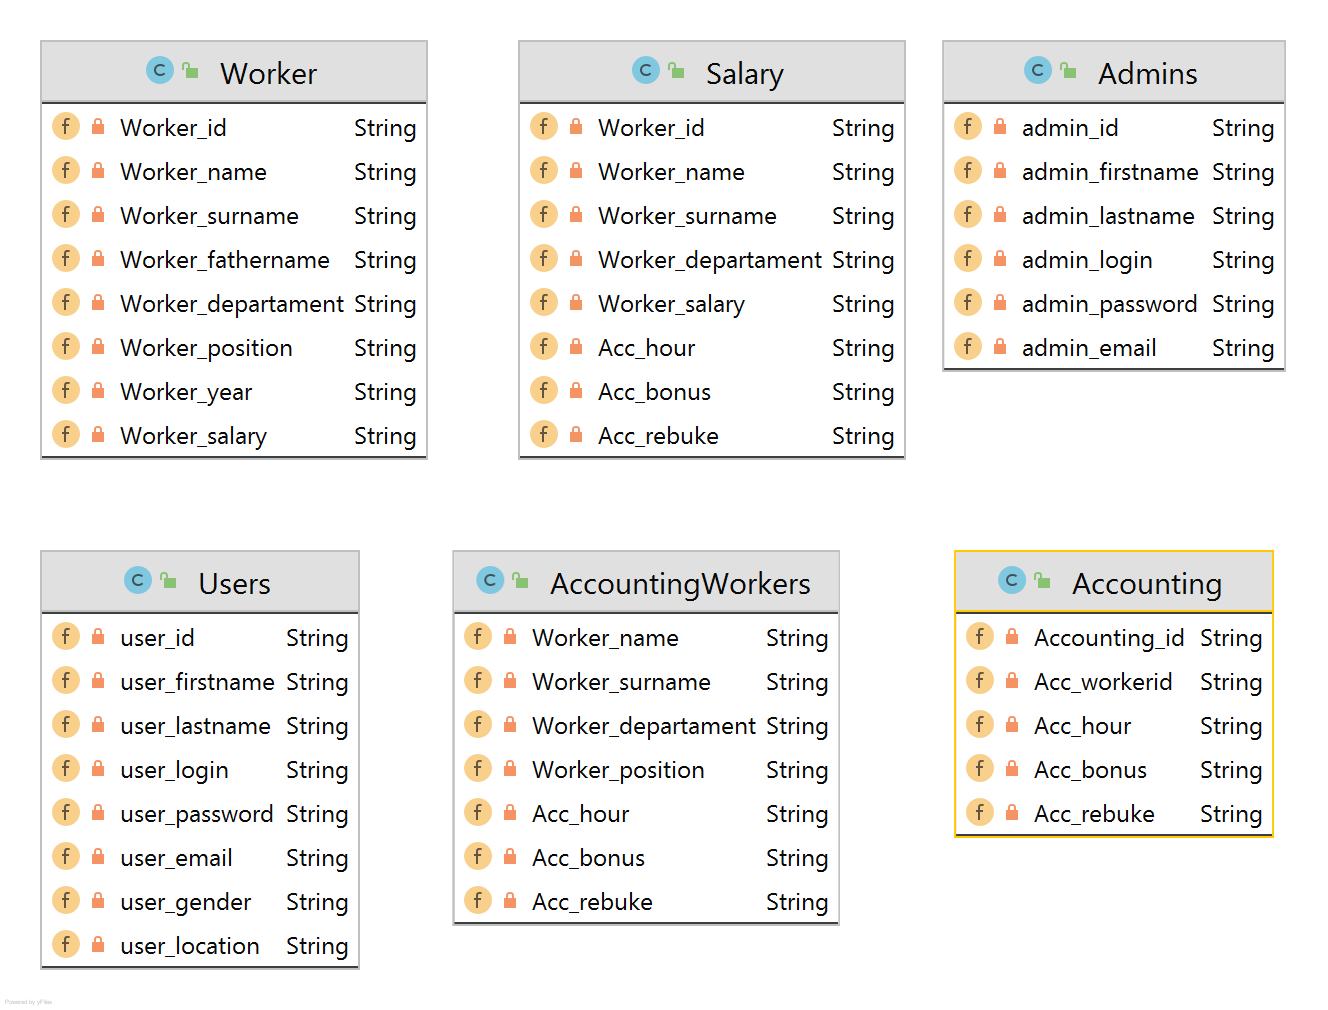 Worker
Worker_id String
Worker_name String
Worker_surname String
Worker_fathername String
Worker_departament String
Worker_position String
Worker_year String
Worker_salary String
Salary
Worker_id String
Worker_name String
Worker_surname String
Worker_departament String
Worker_salary String
Acc_hour String
Acc_bonus String
Acc_rebuke String
Admins
admin_id String
admin_firstname String
admin_lastname String
admin_login String
admin_password String
admin_email String
Users
user_id String
user_firstname String
user_lastname String
user_login String
user_password String
user_email String
user_gender String
user_location String
AccountingWorkers
Worker_name String
Worker_surname String
Worker_departament String
Worker_position String
Acc_hour String
Acc_bonus String
Acc_rebuke String
Accounting
Accounting_id String
Acc_workerid String
Acc_hour String
Acc_bonus String
Acc_rebuke String
Powered by yFiles